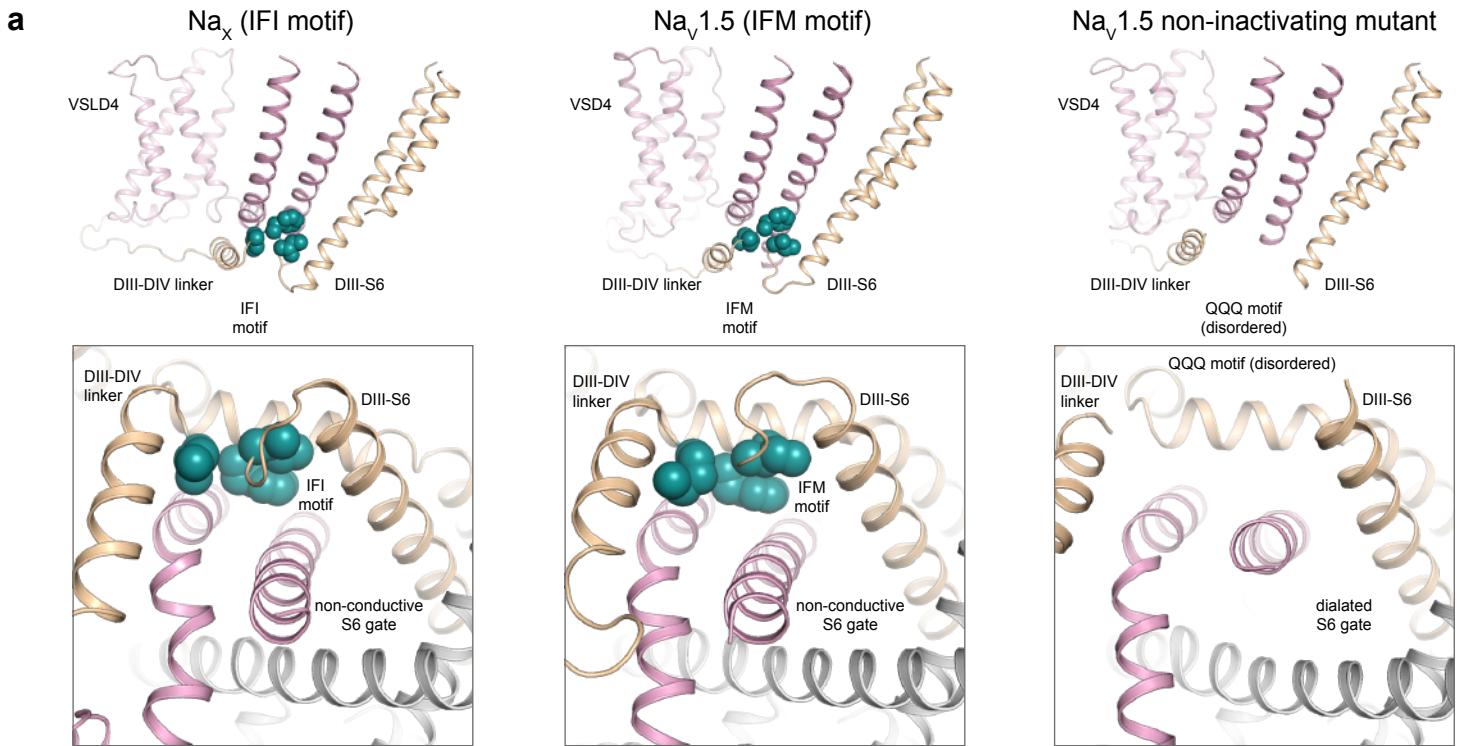 a
NaX (IFI motif)
NaV1.5 (IFM motif)
NaV1.5 non-inactivating mutant
VSLD4
DIII-DIV linker
DIII-S6
IFI
motif
VSD4
DIII-DIV linker
DIII-S6
IFM
motif
VSD4
DIII-DIV linker
DIII-S6
QQQ motif
(disordered)
DIII-DIV
linker
DIII-S6
IFI
motif
non-conductive
S6 gate
DIII-DIV
linker
DIII-S6
IFM
motif
non-conductive
S6 gate
QQQ motif (disordered)
DIII-DIV
linker
DIII-S6
dialated
S6 gate